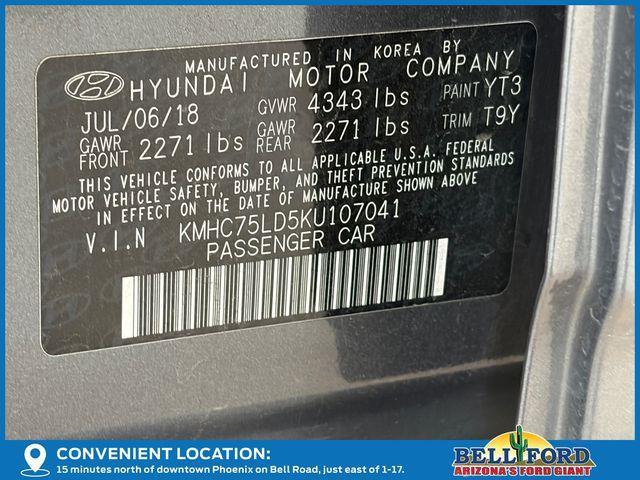 MANUFACTURED IN KOREA BY
HYUNDAI MOTOR COMPANY
JUL/06/18 GVWR 4343 lbs PAINT YT3
GAWR FRONT 2271 lbs GAWR REAR 2271 lbs TRIM T9Y
THIS VEHICLE CONFORMS TO ALL APPLICABLE U.S.A. FEDERAL
MOTOR VEHICLE SAFETY, BUMPER, AND THEFT PREVENTION STANDARDS
IN EFFECT ON THE DATE OF MANUFACTURE SHOWN ABOVE
V.I.N KMHC75LD5KU107041
PASSENGER CAR
CONVENIENT LOCATION:
15 minutes north of downtown Phoenix on Bell Road, just east of 1-17.
BELL FORD
ARIZONA'S FORD GIANT